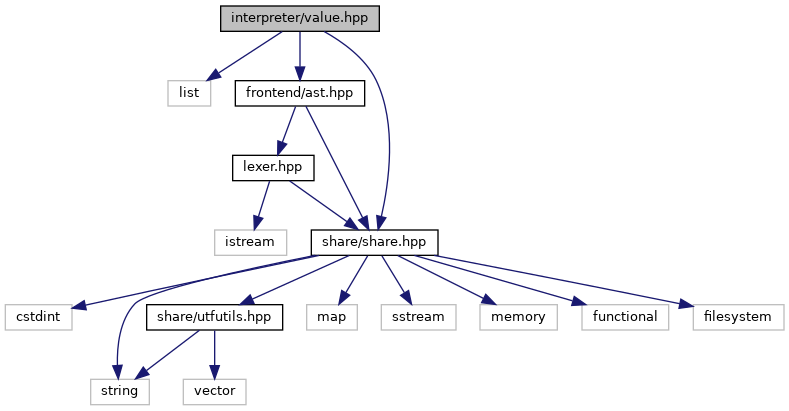 interpreter/value.hpp
list
frontend/ast.hpp
lexer.hpp
istream
share/share.hpp
cstdint
share/utfutils.hpp
map
sstream
memory
functional
filesystem
string
vector